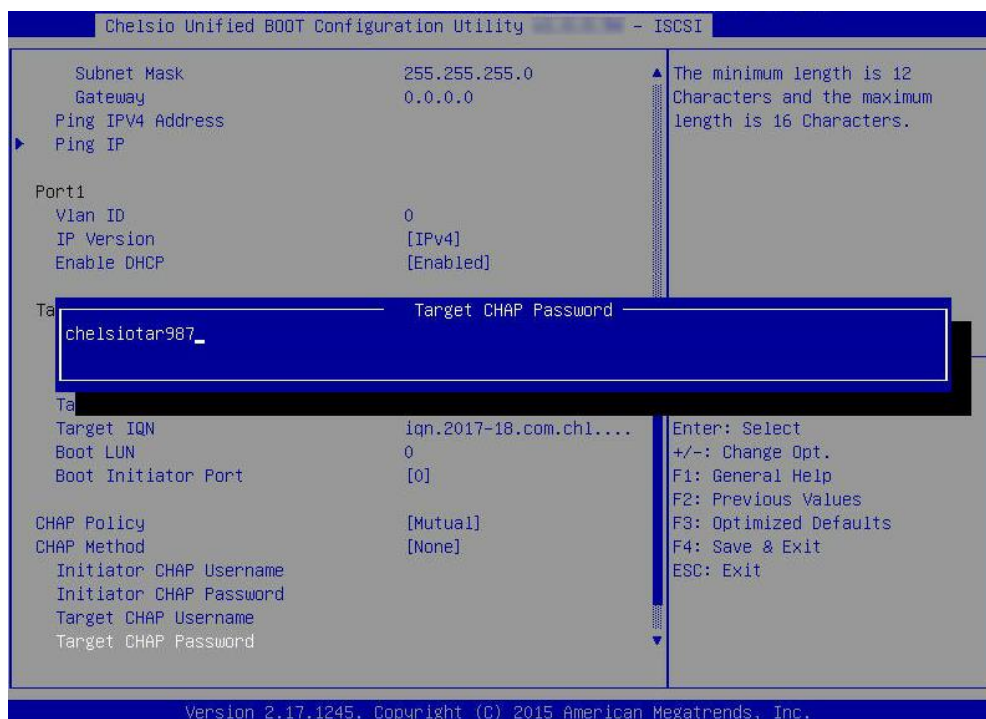 Chelsio Unified BOOT Configuration Utility - ISCSI
Subnet Mask 255.255.255.0
Gateway 0.0.0.0
Ping IPV4 Address
Ping IP
Port1
Vlan ID 0
IP Version [IPv4]
Enable DHCP [Enabled]
Ta
Target CHAP Password
chelsiotar987_
Ta
Target IQN iqn.2017-18.com.chl....
Boot LUN 0
Boot Initiator Port [0]
CHAP Policy [Mutual]
CHAP Method [None]
Initiator CHAP Username
Initiator CHAP Password
Target CHAP Username
Target CHAP Password
The minimum length is 12
Characters and the maximum
length is 16 Characters.
Enter: Select
+/-: Change Opt.
F1: General Help
F2: Previous Values
F3: Optimized Defaults
F4: Save & Exit
ESC: Exit
Version 2.17.1245. Copyright (C) 2015 American Megatrends, Inc.